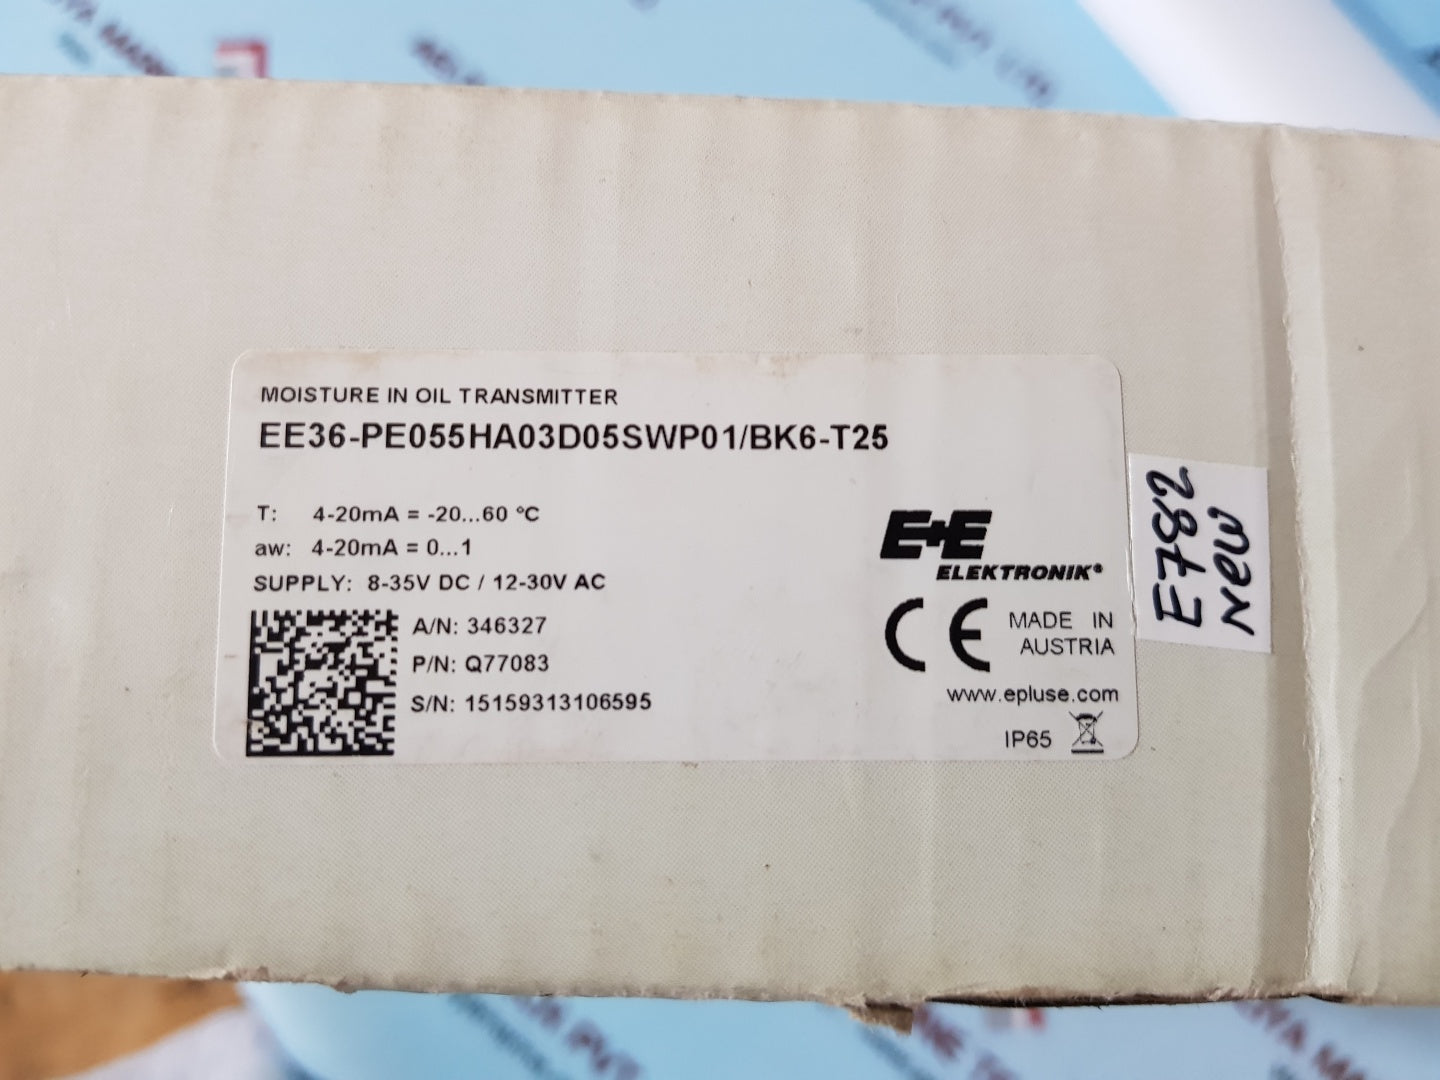 MOISTURE IN OIL TRANSMITTER
EE36-PE055HA03D05SWP01/BK6-T25
T: 4-20mA = -20...60 °C
aw: 4-20mA = 0...1
SUPPLY: 8-35V DC / 12-30V AC
A/N: 346327
P/N: Q77083
S/N: 15159313106595
E+E
ELEKTRONIK®
CE
MADE IN
AUSTRIA
www.epluse.com
IP65
E782
New